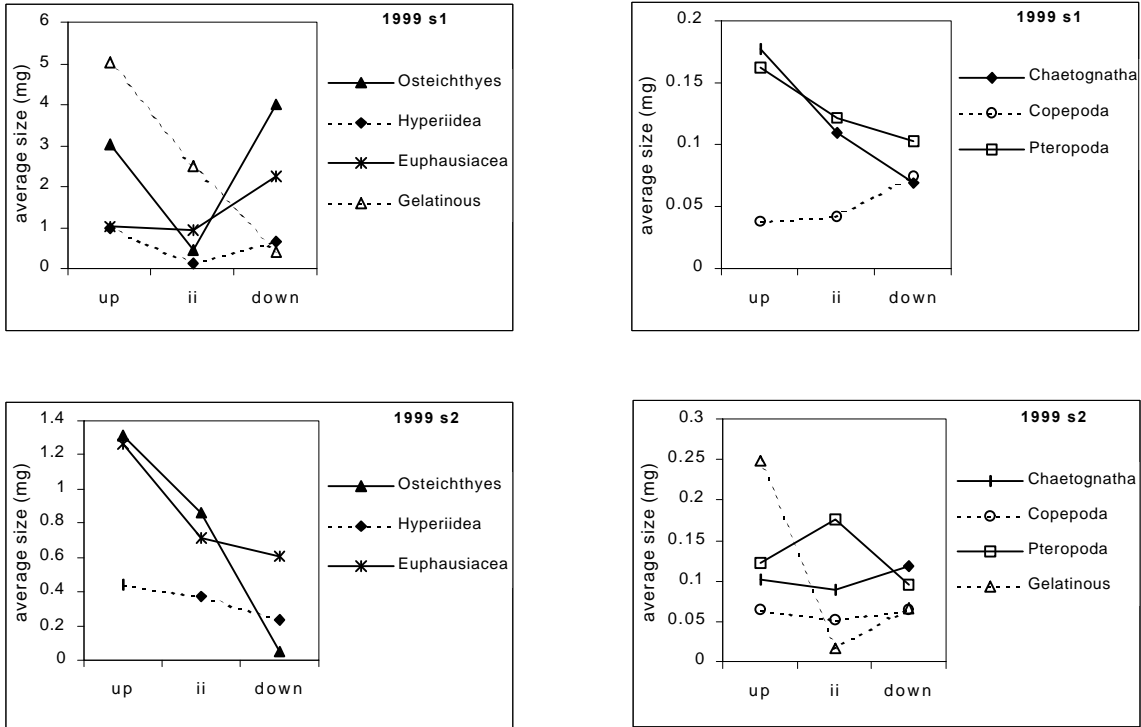 1999 s1
average size (mg)
6
5
4
3
2
1
0
up ii down
Osteichthyes
Hyperiidea
Euphausiacea
Gelatinous
1999 s1
average size (mg)
0.2
0.15
0.1
0.05
0
up ii down
Chaetognatha
Copepoda
Pteropoda
1999 s2
average size (mg)
1.4
1.2
1
0.8
0.6
0.4
0.2
0
up ii down
Osteichthyes
Hyperiidea
Euphausiacea
1999 s2
average size (mg)
0.3
0.25
0.2
0.15
0.1
0.05
0
up ii down
Chaetognatha
Copepoda
Pteropoda
Gelatinous